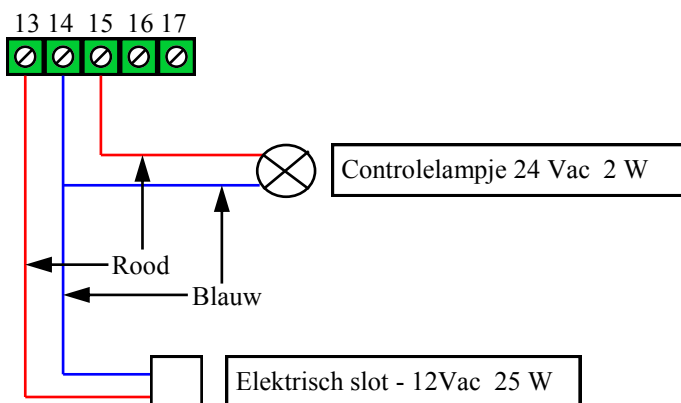 13 14 15 16 17
Controlelampje 24 Vac 2 W
Rood
Blauw
Elektrisch slot - 12Vac 25 W